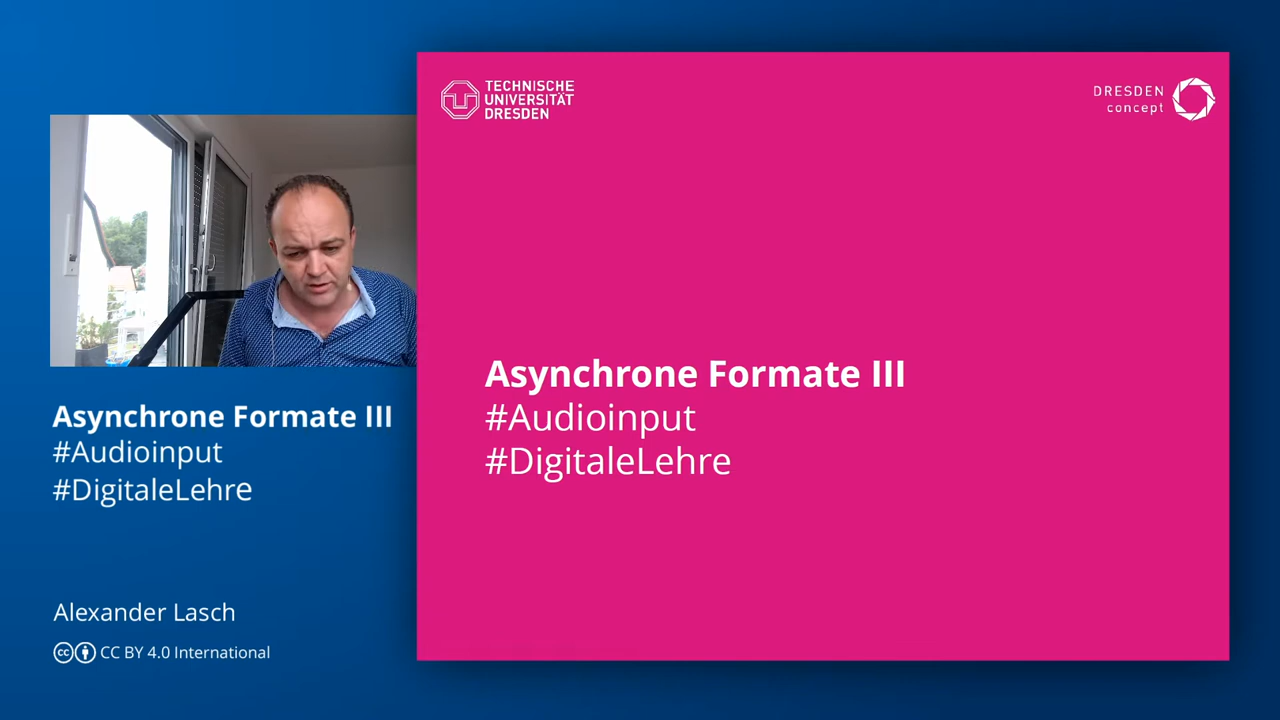 TECHNISCHE
UNIVERSITÄT
DRESDEN
DRESDEN
concept
Asynchrone Formate III
#Audioinput
#DigitaleLehre
Asynchrone Formate III
#Audioinput
#DigitaleLehre
Alexander Lasch
CC BY 4.0 International